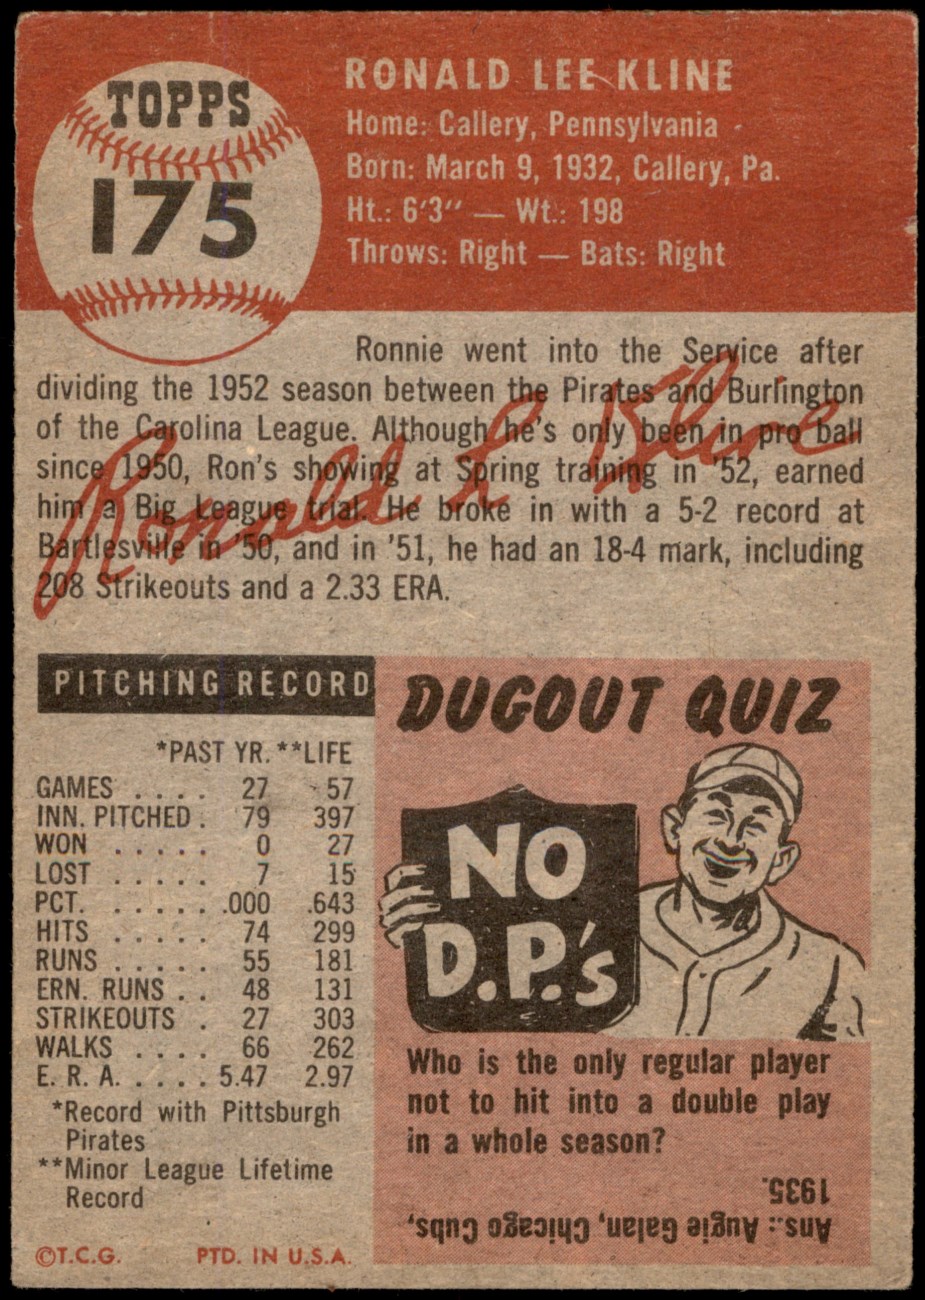 TOPPS
175
RONALD LEE KLINE
Home: Callery, Pennsylvania
Born: March 9, 1932, Callery, Pa.
Ht.: 6'3" — Wt.: 198
Throws: Right — Bats: Right
Ronnie went into the Service after
dividing the 1952 season between the Pirates and Burlington
of the Carolina League. Although he's only been in pro ball
since 1950, Ron's showing at Spring training in '52, earned
him a Big League trial. He broke in with a 5-2 record at
Bartlesville in '50, and in '51, he had an 18-4 mark, including
208 Strikeouts and a 2.33 ERA.
Ronald L Kline
PITCHING RECORD
*PAST YR. **LIFE
GAMES . . . . 27 57
INN. PITCHED . 79 397
WON . . . . . 0 27
LOST . . . . . 7 15
PCT. . . . . . .000 .643
HITS . . . . . 74 299
RUNS . . . . . 55 181
ERN. RUNS . . 48 131
STRIKEOUTS . 27 303
WALKS . . . . 66 262
E. R. A. . . . . 5.47 2.97
*Record with Pittsburgh
Pirates
**Minor League Lifetime
Record
DUGOUT QUIZ
NO
D.P.'s
Who is the only regular player
not to hit into a double play
in a whole season?
Ans.: Augie Galan, Chicago Cubs,
1935.
©T.C.G. PTD. IN U.S.A.